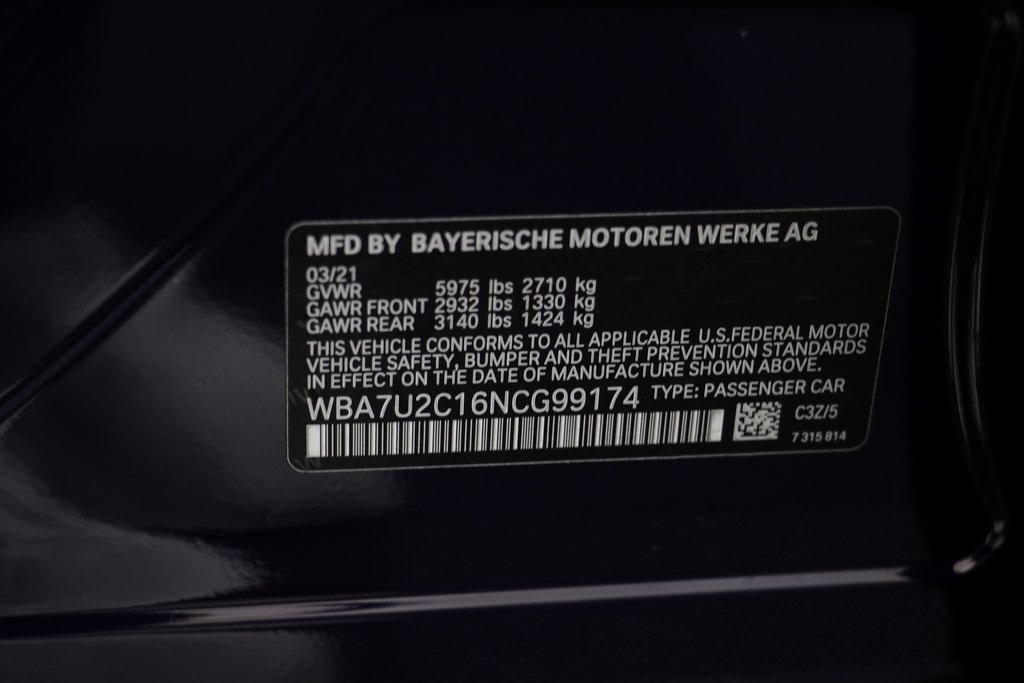 MFD BY BAYERISCHE MOTOREN WERKE AG
03/21
GVWR 5975 lbs 2710 kg
GAWR FRONT 2932 lbs 1330 kg
GAWR REAR 3140 lbs 1424 kg
THIS VEHICLE CONFORMS TO ALL APPLICABLE U.S.FEDERAL MOTOR
VEHICLE SAFETY, BUMPER AND THEFT PREVENTION STANDARDS
IN EFFECT ON THE DATE OF MANUFACTURE SHOWN ABOVE.
WBA7U2C16NCG99174 TYPE: PASSENGER CAR
C3Z/5
7 315 814